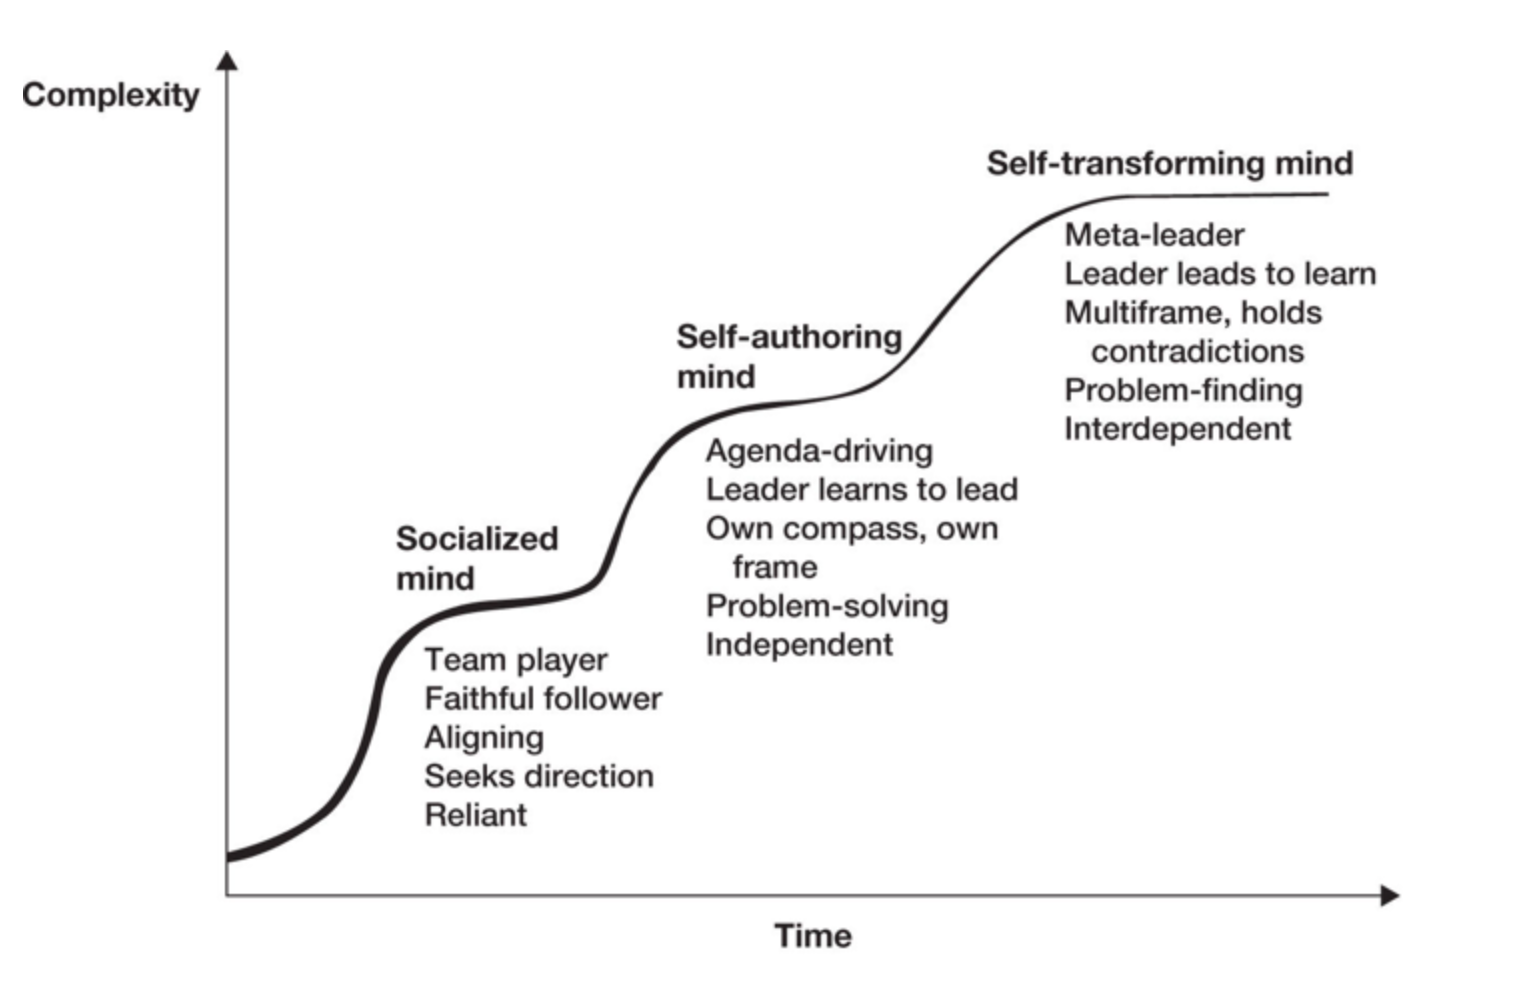 Complexity
Self-transforming mind
Meta-leader
Leader leads to learn
Multiframe, holds
contradictions
Problem-finding
Interdependent
Self-authoring
mind
Agenda-driving
Leader learns to lead
Own compass, own
frame
Problem-solving
Independent
Socialized
mind
Team player
Faithful follower
Aligning
Seeks direction
Reliant
Time